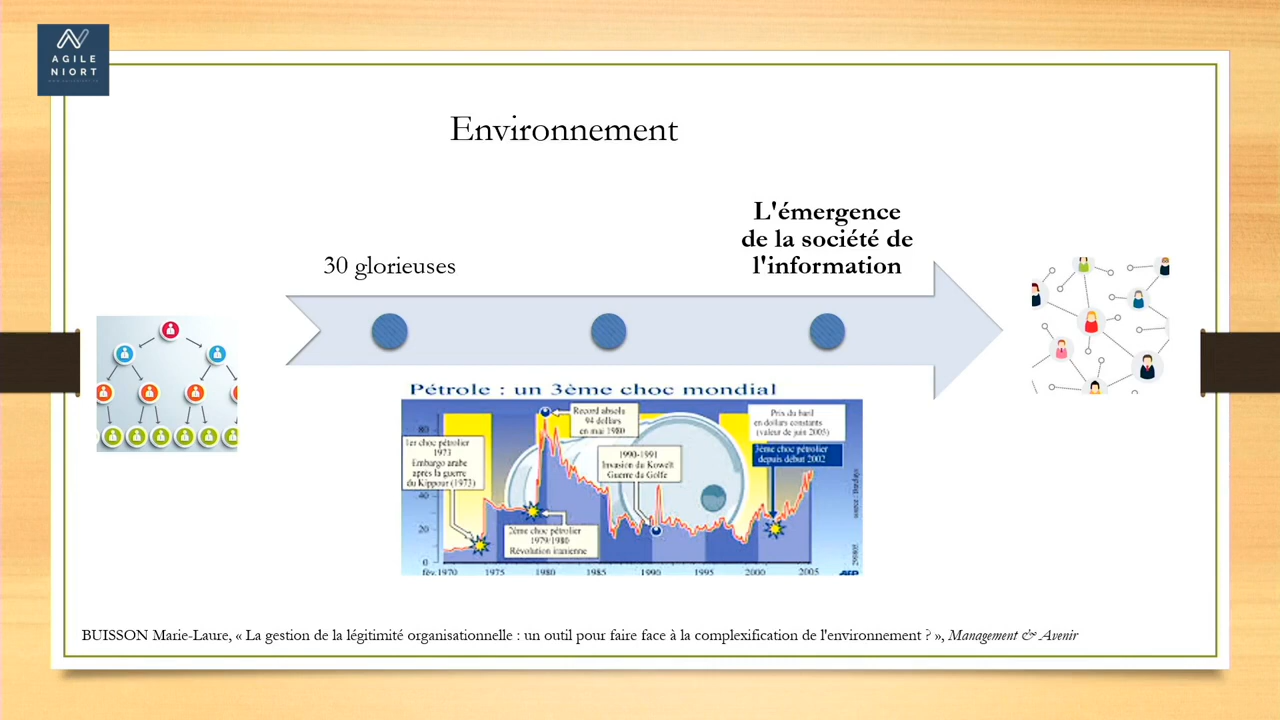 AGILE
NIORT
Environnement
30 glorieuses
L'émergence
de la société de
l'information
Pétrole : un 3ème choc mondial
80
40
20
0
1er choc pétrolier
1973
Embargo arabe
après la guerre
du Kippour (1973)
Record absolu
94 dollars
en mai 1980
2ème choc pétrolier
1979/1980
Révolution iranienne
1990-1991
Invasion du Koweït
Guerre du Golfe
Prix du baril
en dollars constants
(valeur de juin 2005)
3ème choc pétrolier
depuis début 2002
fév.1970 1975 1980 1985 1990 1995 2000 2005
AFP
BUISSON Marie-Laure, « La gestion de la légitimité organisationnelle : un outil pour faire face à la complexification de l'environnement ? », Management & Avenir